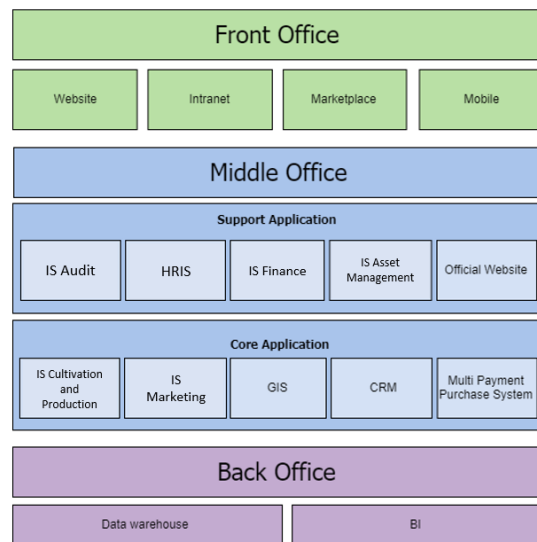 Front Office
Website
Intranet
Marketplace
Mobile
Middle Office
Support Application
IS Audit
HRIS
IS Finance
IS Asset
Management
Official Website
Core Application
IS Cultivation
and
Production
IS
Marketing
GIS
CRM
Multi Payment
Purchase System
Back Office
Data warehouse
BI